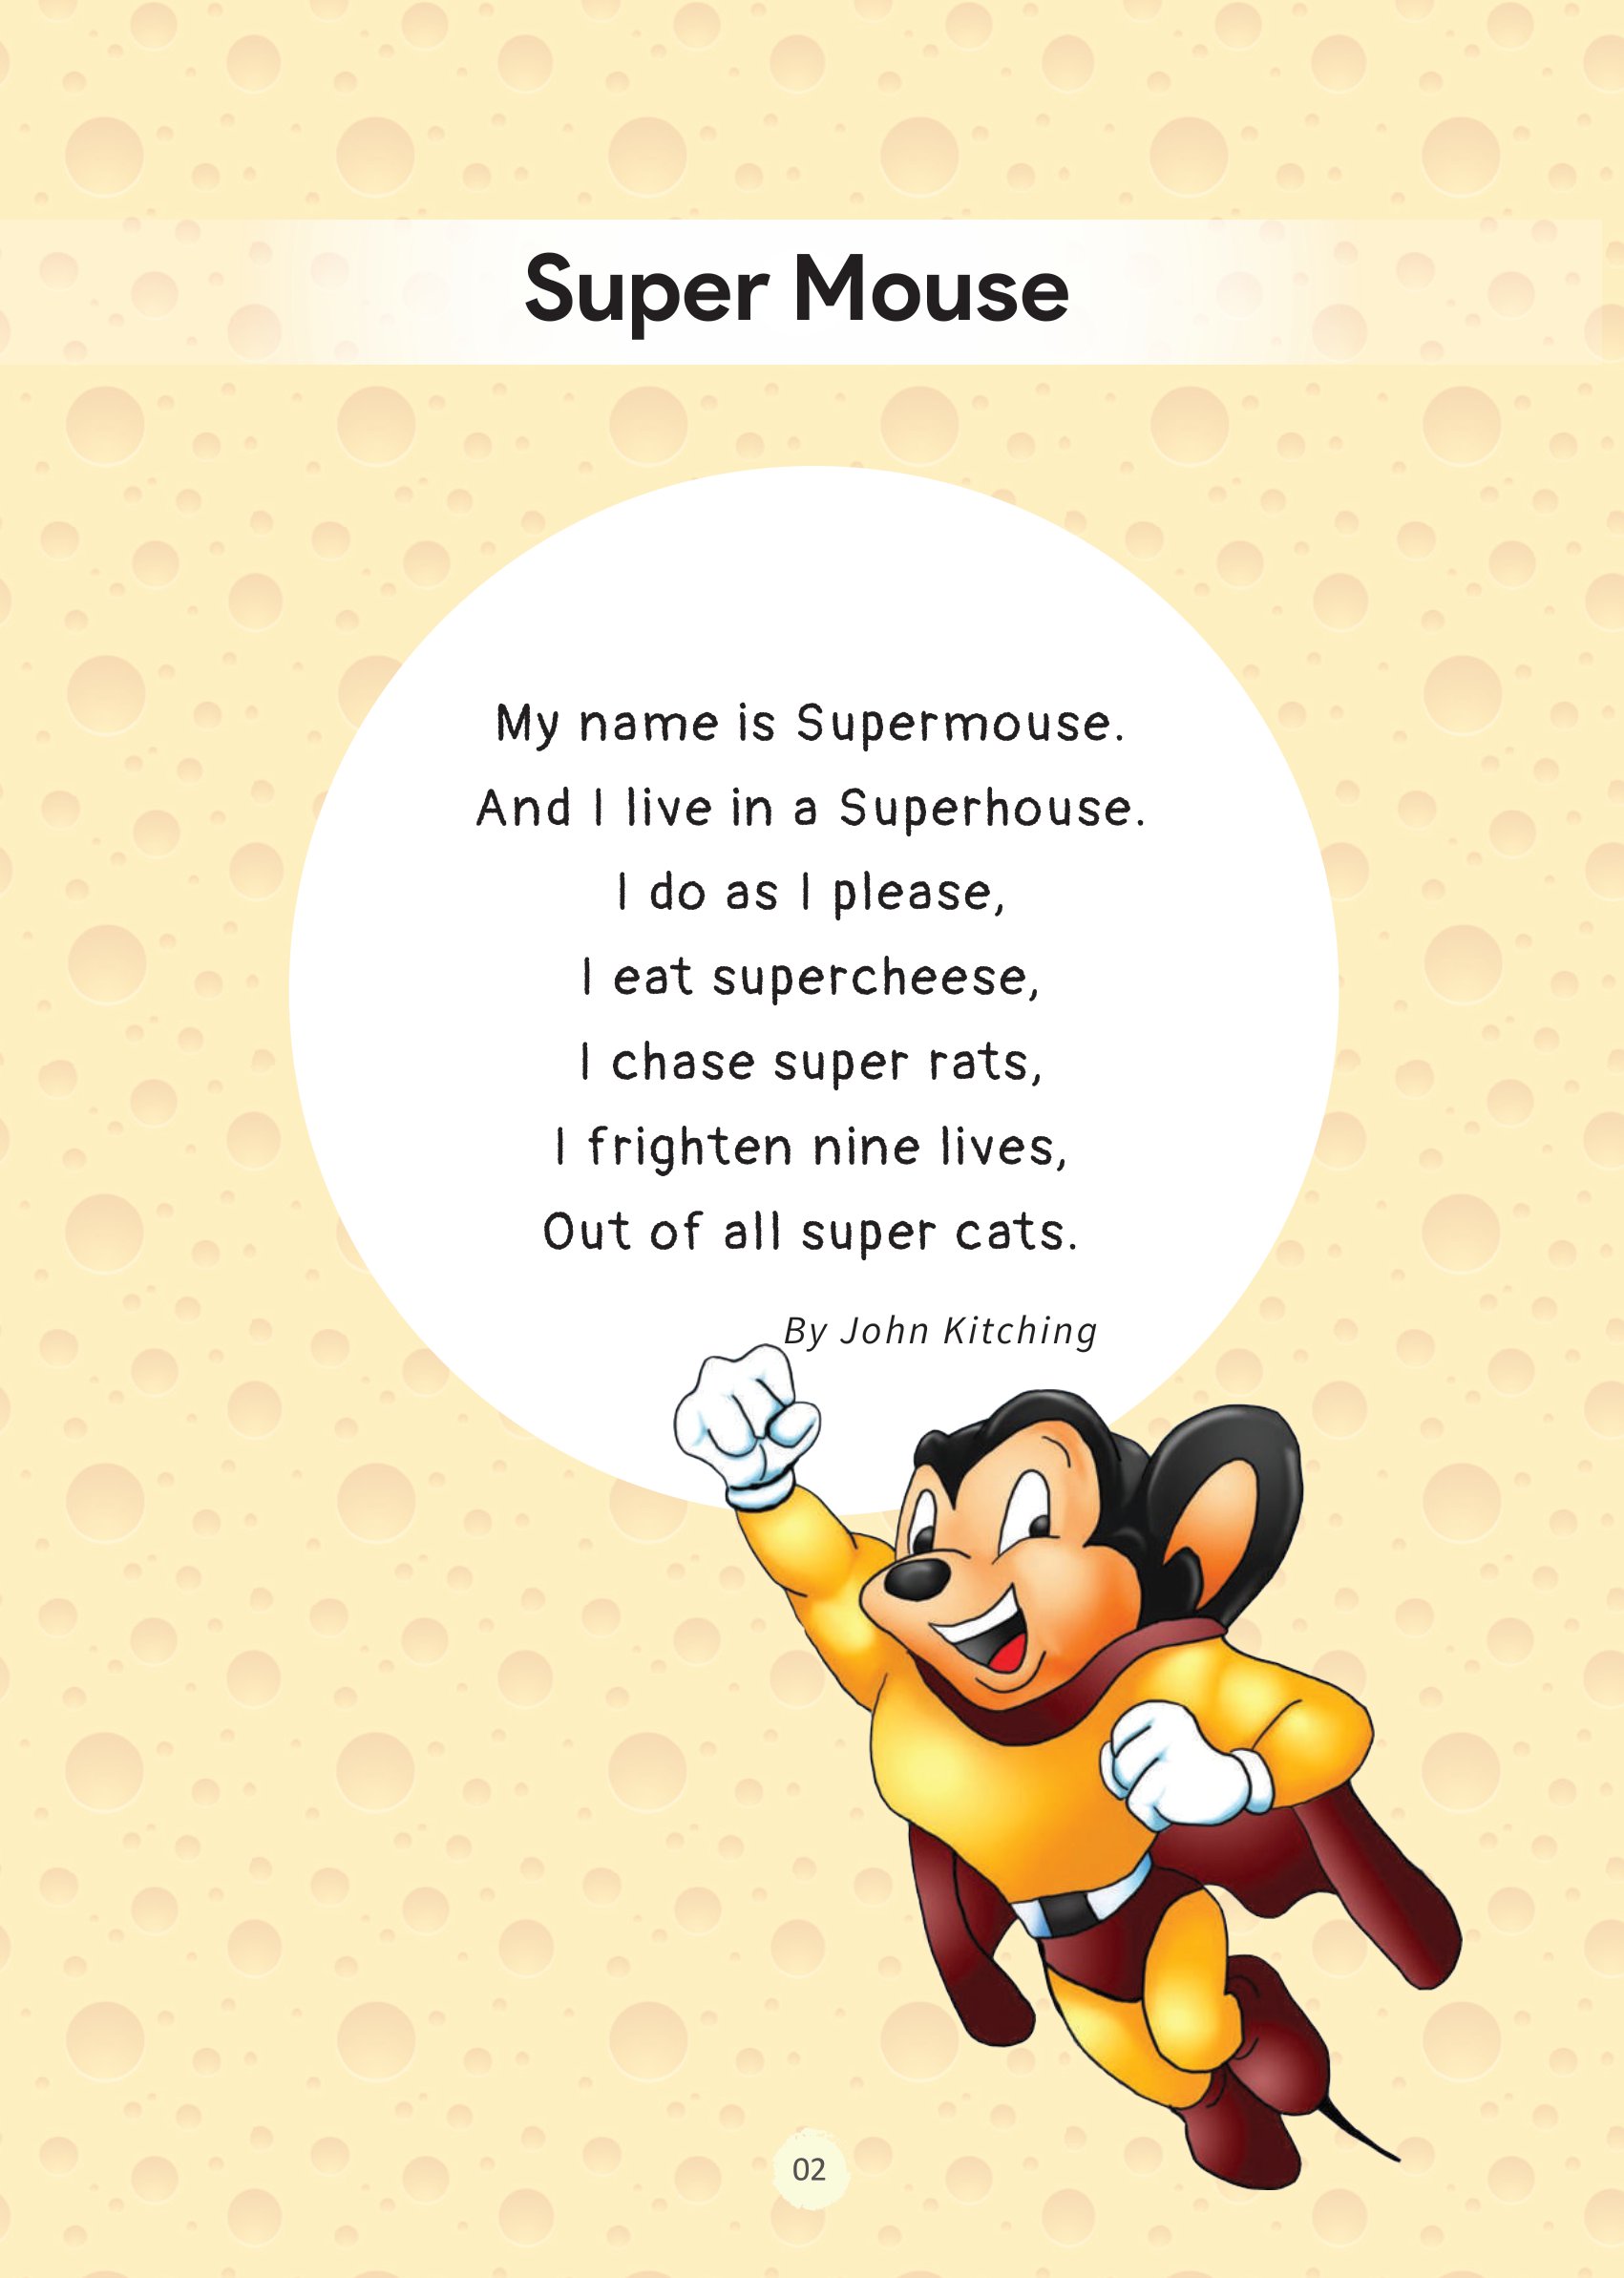 Super Mouse
My name is Supermouse.
And I live in a Superhouse.
I do as I please,
I eat supercheese,
I chase super rats,
I frighten nine lives,
Out of all super cats.
By John Kitching
02